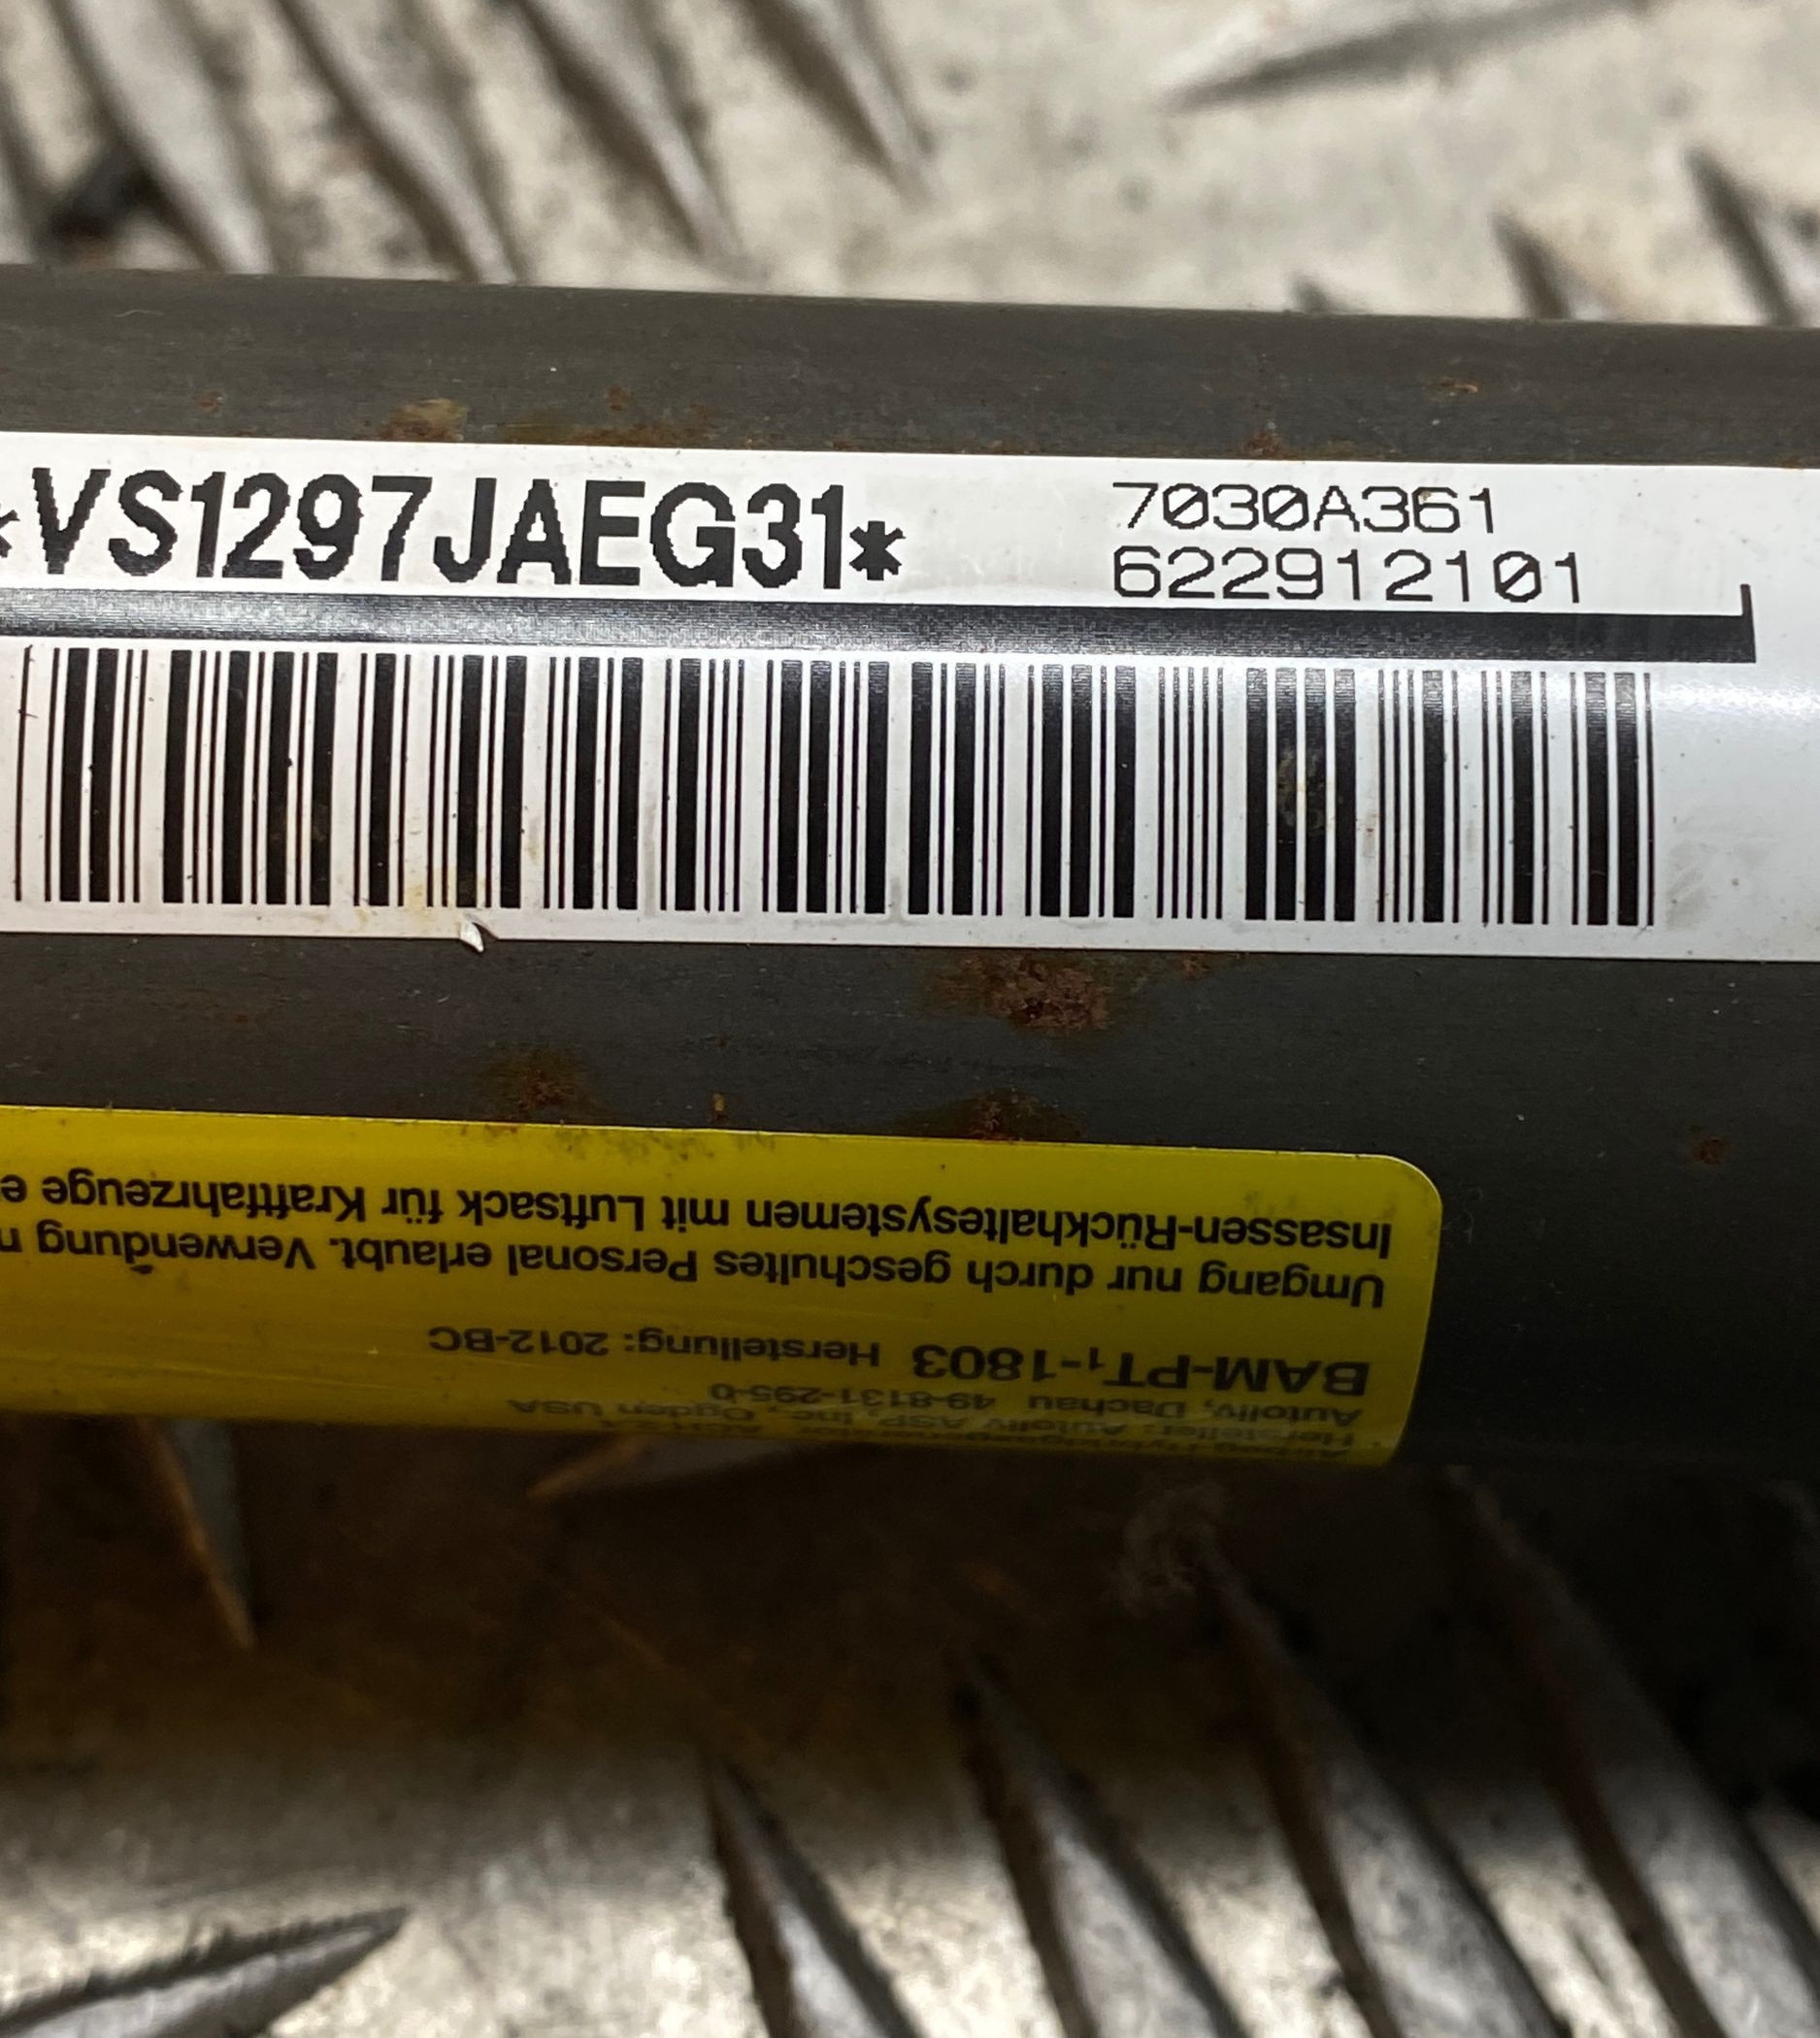 *VS1297JAEG31*
7030A361
622912101
Autoliv, Dachau 49-8131-295-0
BAM-PT₁-1803 Herstellung: 2012-BC
Umgang nur durch geschultes Personal erlaubt. Verwendung
Insassen-Rückhaltesystemen mit Luftsack für Kraftfahrzeuge